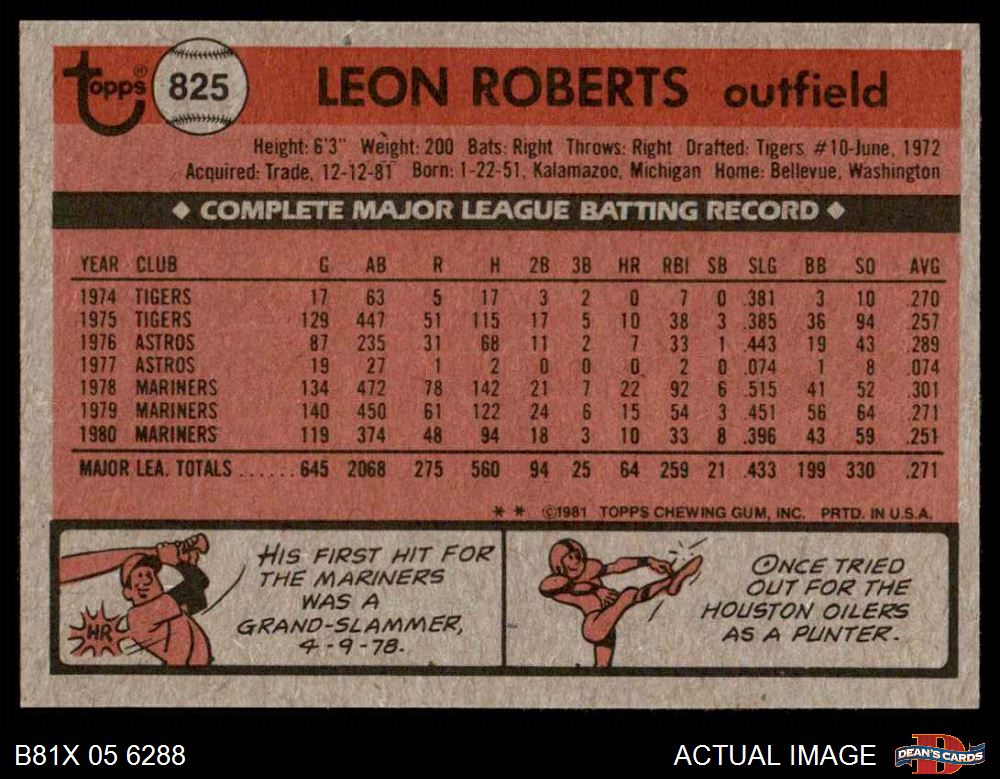 topps® 825 LEON ROBERTS outfield
Height: 6'3" Weight: 200 Bats: Right Throws: Right Drafted: Tigers #10-June, 1972
Acquired: Trade, 12-12-81 Born: 1-22-51, Kalamazoo, Michigan Home: Bellevue, Washington
◆ COMPLETE MAJOR LEAGUE BATTING RECORD ◆
YEAR CLUB G AB R H 2B 3B HR RBI SB SLG BB SO AVG
1974 TIGERS 17 63 5 17 3 2 0 7 0 .381 3 10 .270
1975 TIGERS 129 447 51 115 17 5 10 38 3 .385 36 94 .257
1976 ASTROS 87 235 31 68 11 2 7 33 1 .443 19 43 .289
1977 ASTROS 19 27 1 2 0 0 0 2 0 .074 1 8 .074
1978 MARINERS 134 472 78 142 21 7 22 92 6 .515 41 52 .301
1979 MARINERS 140 450 61 122 24 6 15 54 3 .451 56 64 .271
1980 MARINERS 119 374 48 94 18 3 10 33 8 .396 43 59 .251
MAJOR LEA. TOTALS ...... 645 2068 275 560 94 25 64 259 21 .433 199 330 .271
* * ©1981 TOPPS CHEWING GUM, INC. PRTD. IN U.S.A.
HR
HIS FIRST HIT FOR
THE MARINERS
WAS A
GRAND-SLAMMER,
4-9-78.
ONCE TRIED
OUT FOR THE
HOUSTON OILERS
AS A PUNTER.
B81X 05 6288
ACTUAL IMAGE
D
DEAN'S CARDS